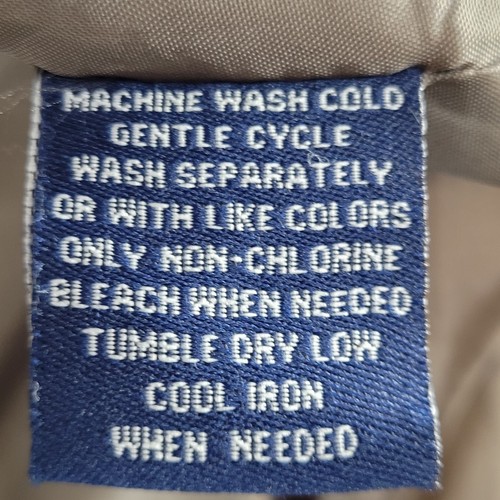 MACHINE WASH COLD
GENTLE CYCLE
WASH SEPARATELY
OR WITH LIKE COLORS
ONLY NON-CHLORINE
BLEACH WHEN NEEDED
TUMBLE DRY LOW
COOL IRON
WHEN NEEDED